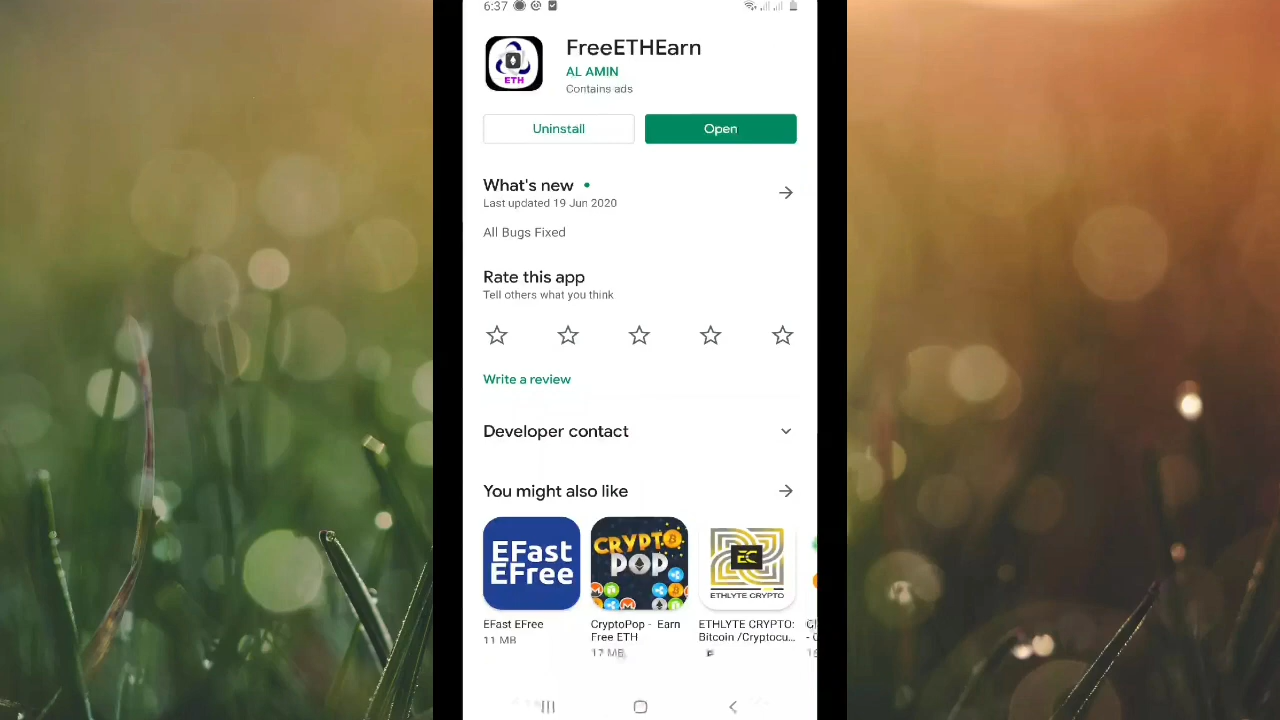 6:37
FreeETHEarn
ETH
AL AMIN
Contains ads
Uninstall
Open
What's new
Last updated 19 Jun 2020
All Bugs Fixed
Rate this app
Tell others what you think
Write a review
Developer contact
You might also like
EFast
EFree
CRYPTO
POP
EC
ETHLYTE CRYPTO
EFast EFree
11 MB
CryptoPop - Earn
Free ETH
17 MB
ETHLYTE CRYPTO:
Bitcoin /Cryptocu...